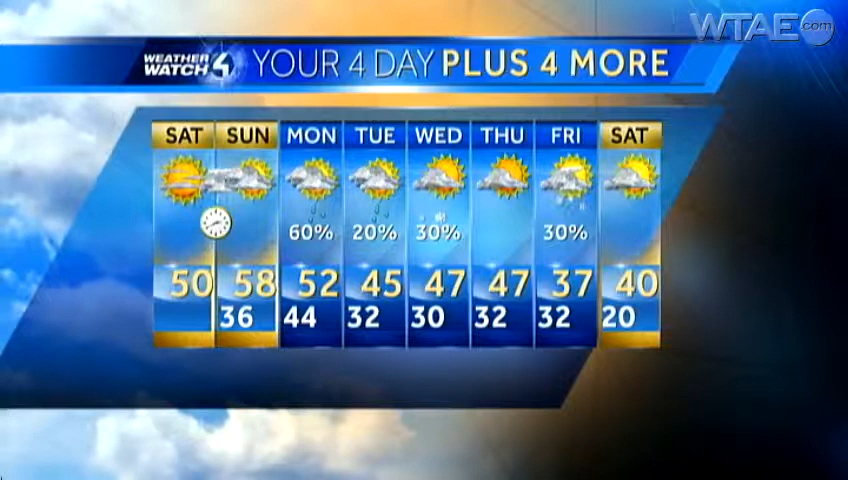 WTAE.com
WEATHER WATCH 4 YOUR 4 DAY PLUS 4 MORE
SAT SUN MON TUE WED THU FRI SAT
60% 20% 30% 30%
50 58 52 45 47 47 37 40
36 44 32 30 32 32 20